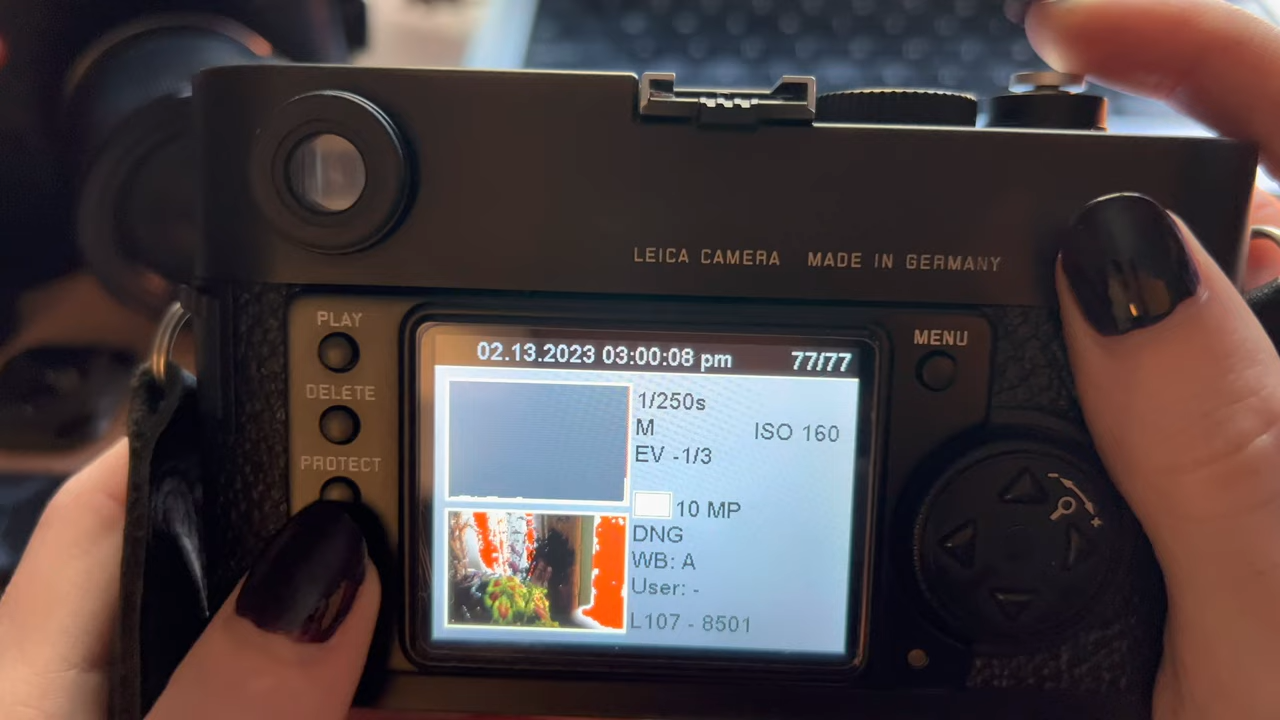 LEICA CAMERA MADE IN GERMANY
PLAY
DELETE
PROTECT
MENU
02.13.2023 03:00:08 pm 77/77
1/250s
M ISO 160
EV -1/3
10 MP
DNG
WB: A
User: -
L107 - 8501